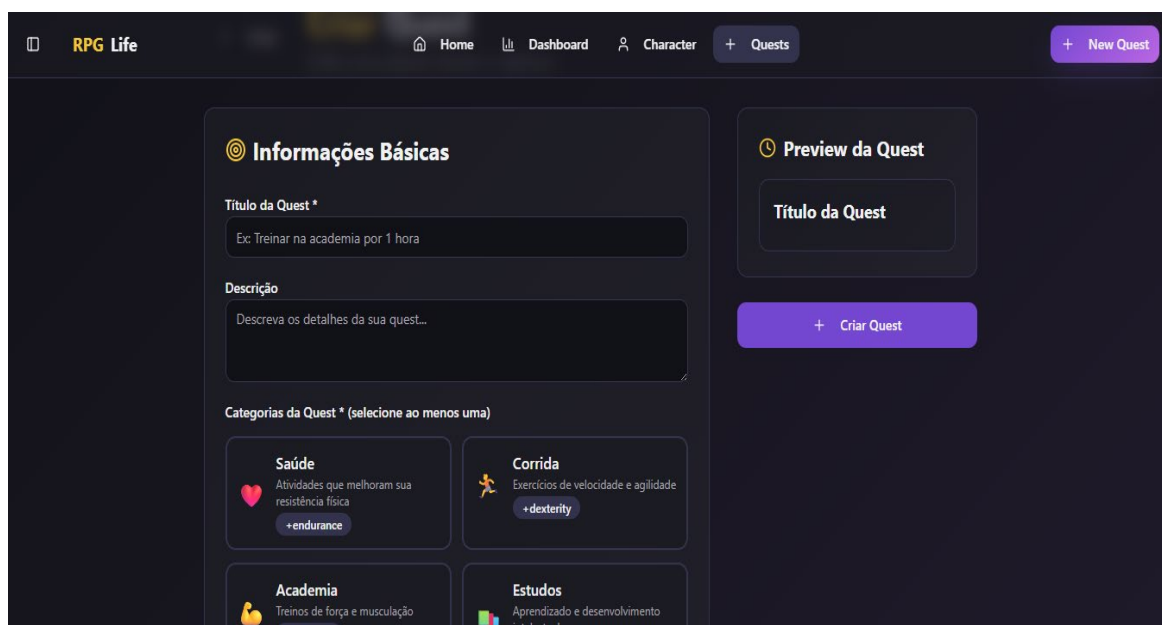 RPG Life
Home
Dashboard
Character
+ Quests
+ New Quest
Informações Básicas
Título da Quest *
Ex: Treinar na academia por 1 hora
Descrição
Descreva os detalhes da sua quest...
Categorias da Quest * (selecione ao menos uma)
Saúde
Atividades que melhoram sua
resistência física
+endurance
Corrida
Exercícios de velocidade e agilidade
+dexterity
Academia
Treinos de força e musculação
Estudos
Aprendizado e desenvolvimento
Preview da Quest
Título da Quest
+ Criar Quest